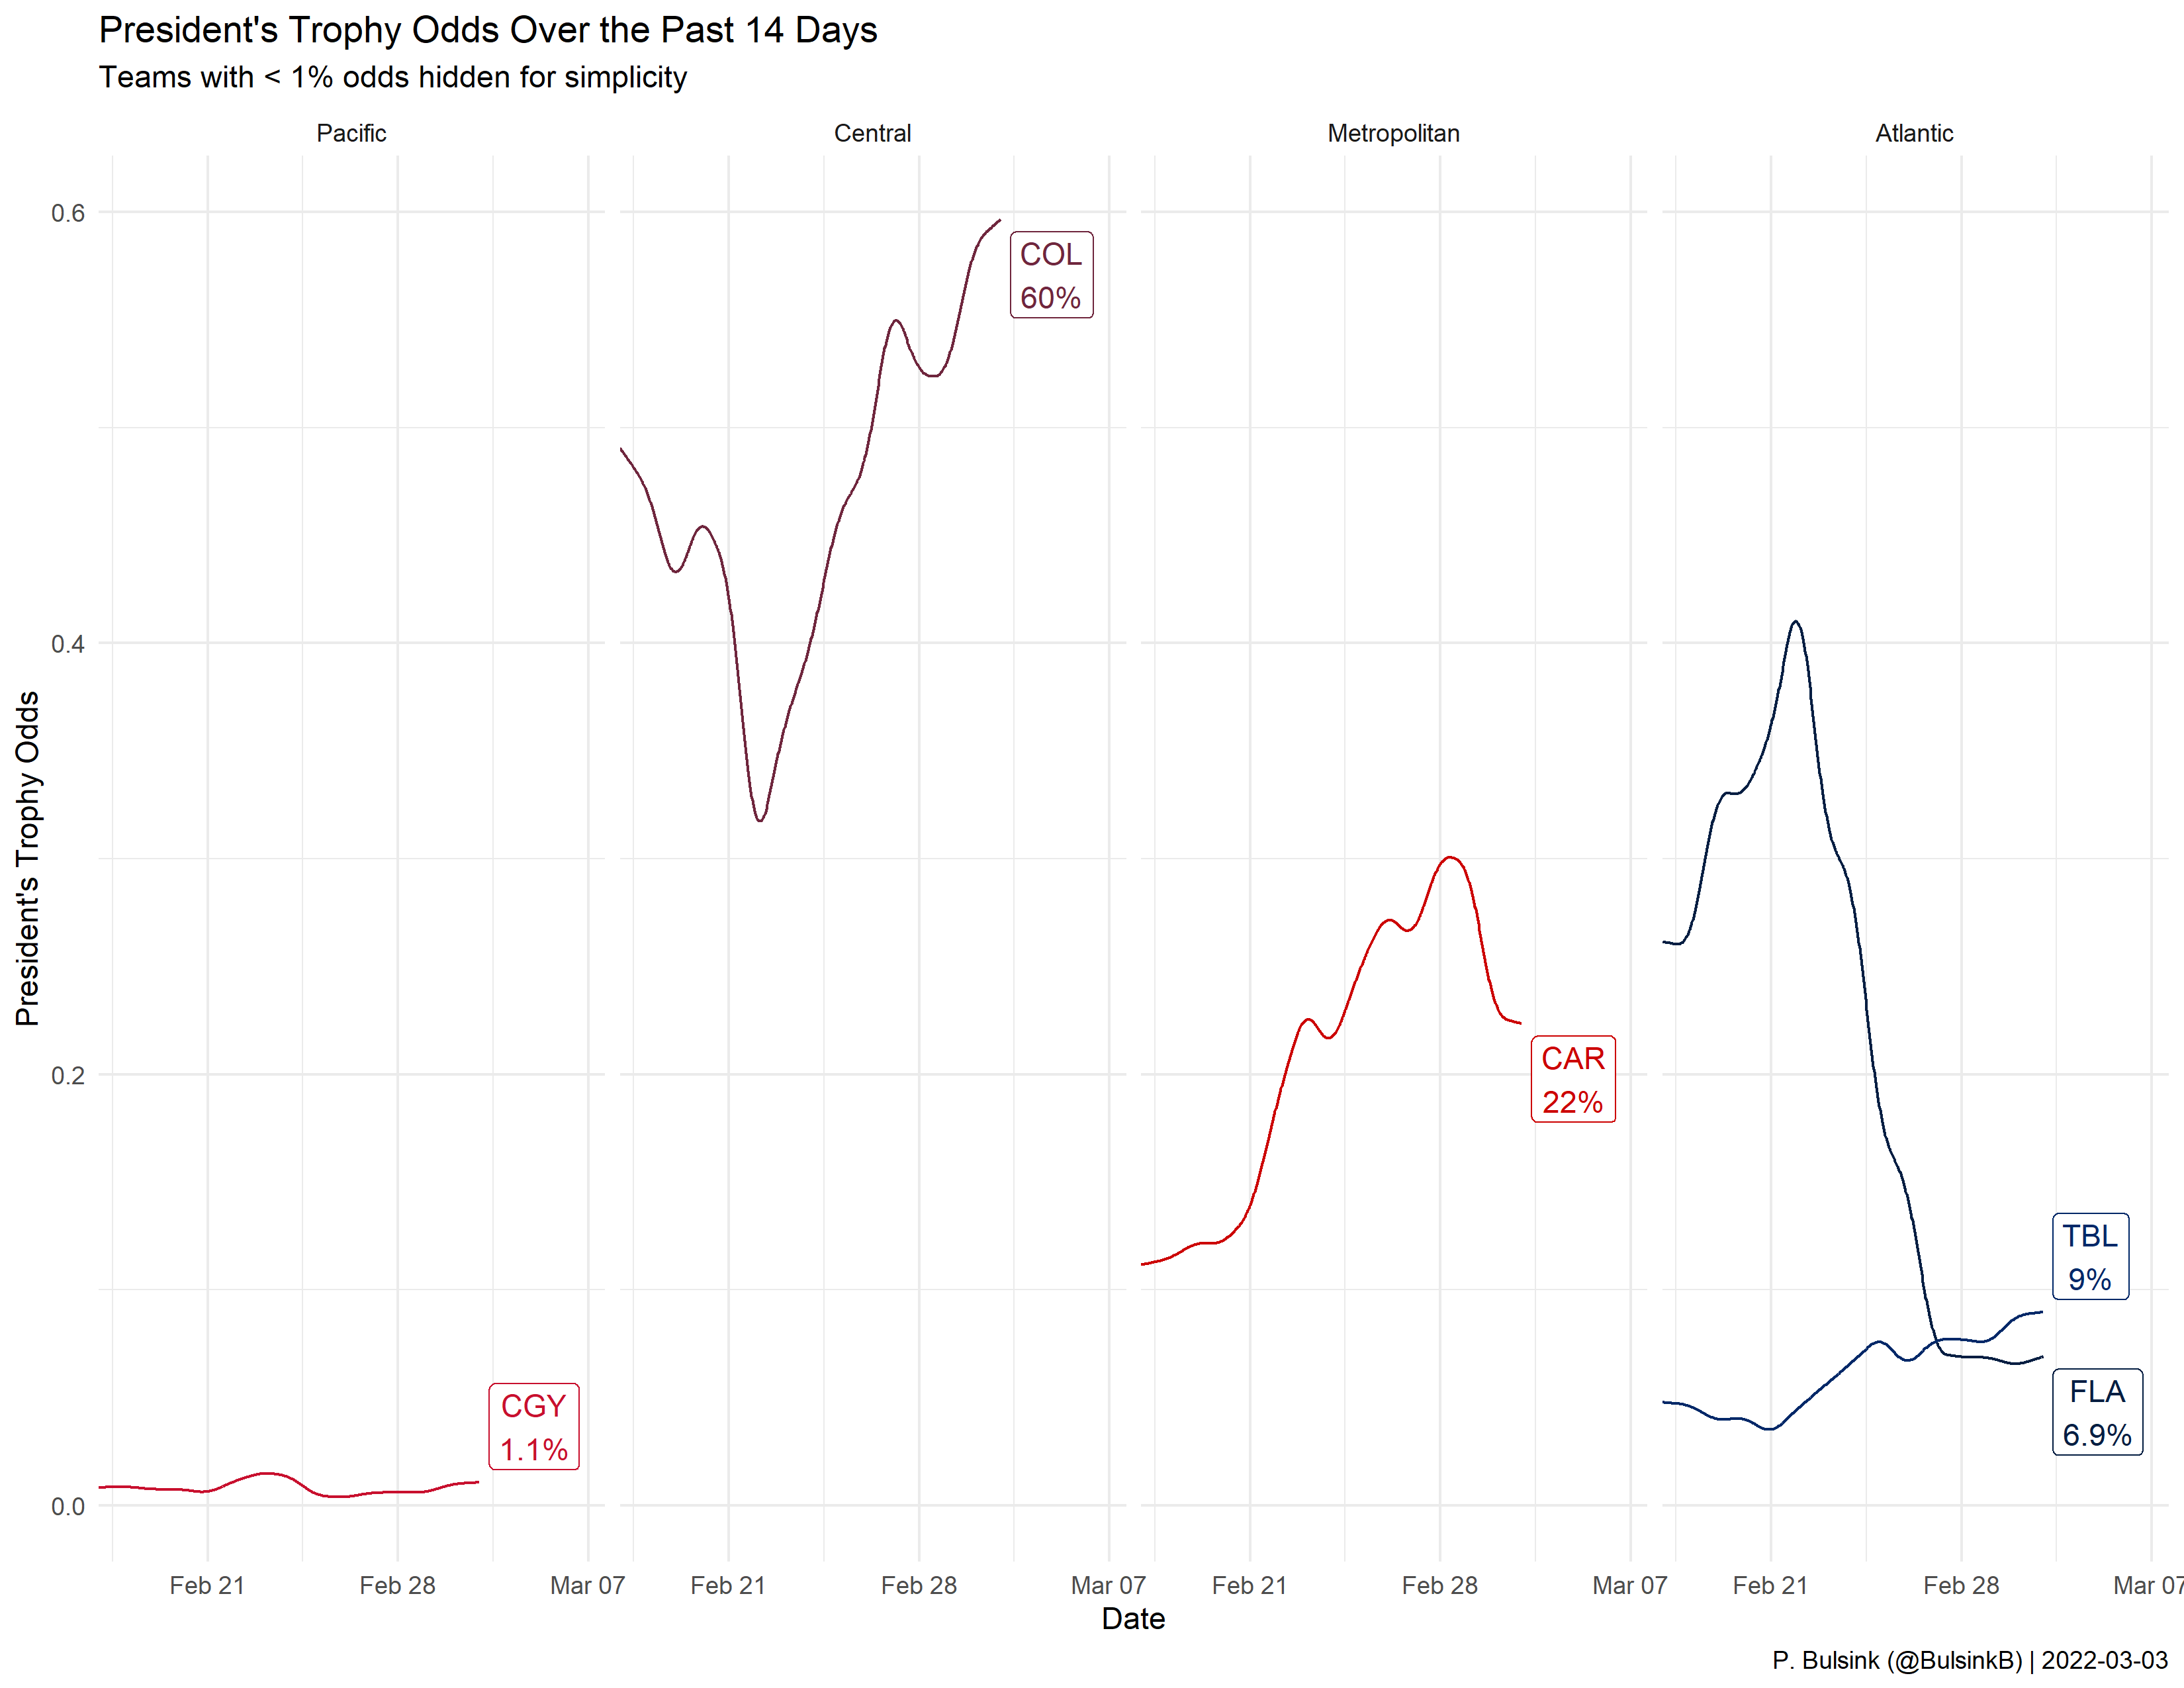 President's Trophy Odds Over the Past 14 Days
Teams with < 1% odds hidden for simplicity
Pacific
Central
Metropolitan
Atlantic
President's Trophy Odds
0.6
0.4
0.2
0.0
CGY
1.1%
COL
60%
CAR
22%
TBL
9%
FLA
6.9%
Feb 21
Feb 28
Mar 07
Feb 21
Feb 28
Mar 07
Feb 21
Feb 28
Mar 07
Feb 21
Feb 28
Mar 07
Date
P. Bulsink (@BulsinkB) | 2022-03-03